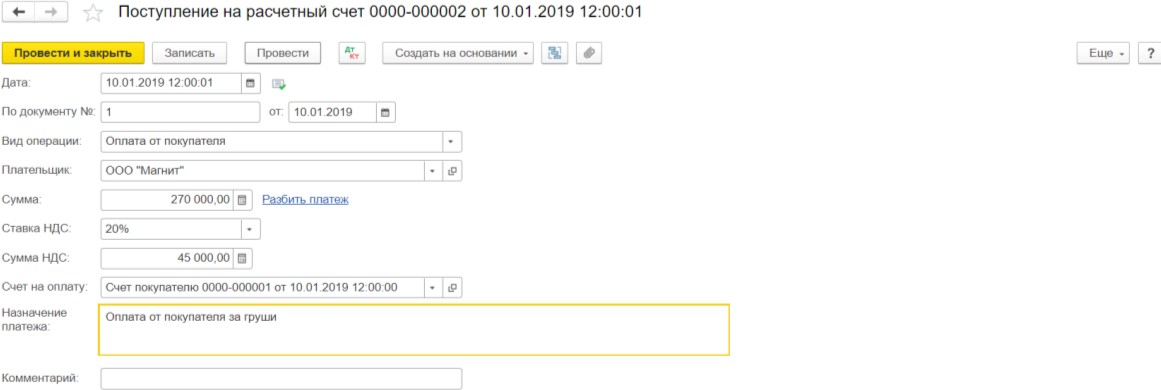 Поступление на расчетный счет 0000-000002 от 10.01.2019 12:00:01
Провести и закрыть Записать Провести Дт Кт Создать на основании Еще ?
Дата: 10.01.2019 12:00:01
По документу №: 1 от: 10.01.2019
Вид операции: Оплата от покупателя
Плательщик: ООО "Магнит"
Сумма: 270 000,00 Разбить платеж
Ставка НДС: 20%
Сумма НДС: 45 000,00
Счет на оплату: Счет покупателю 0000-000001 от 10.01.2019 12:00:00
Назначение Оплата от покупателя за груши
платежа:
Комментарий: